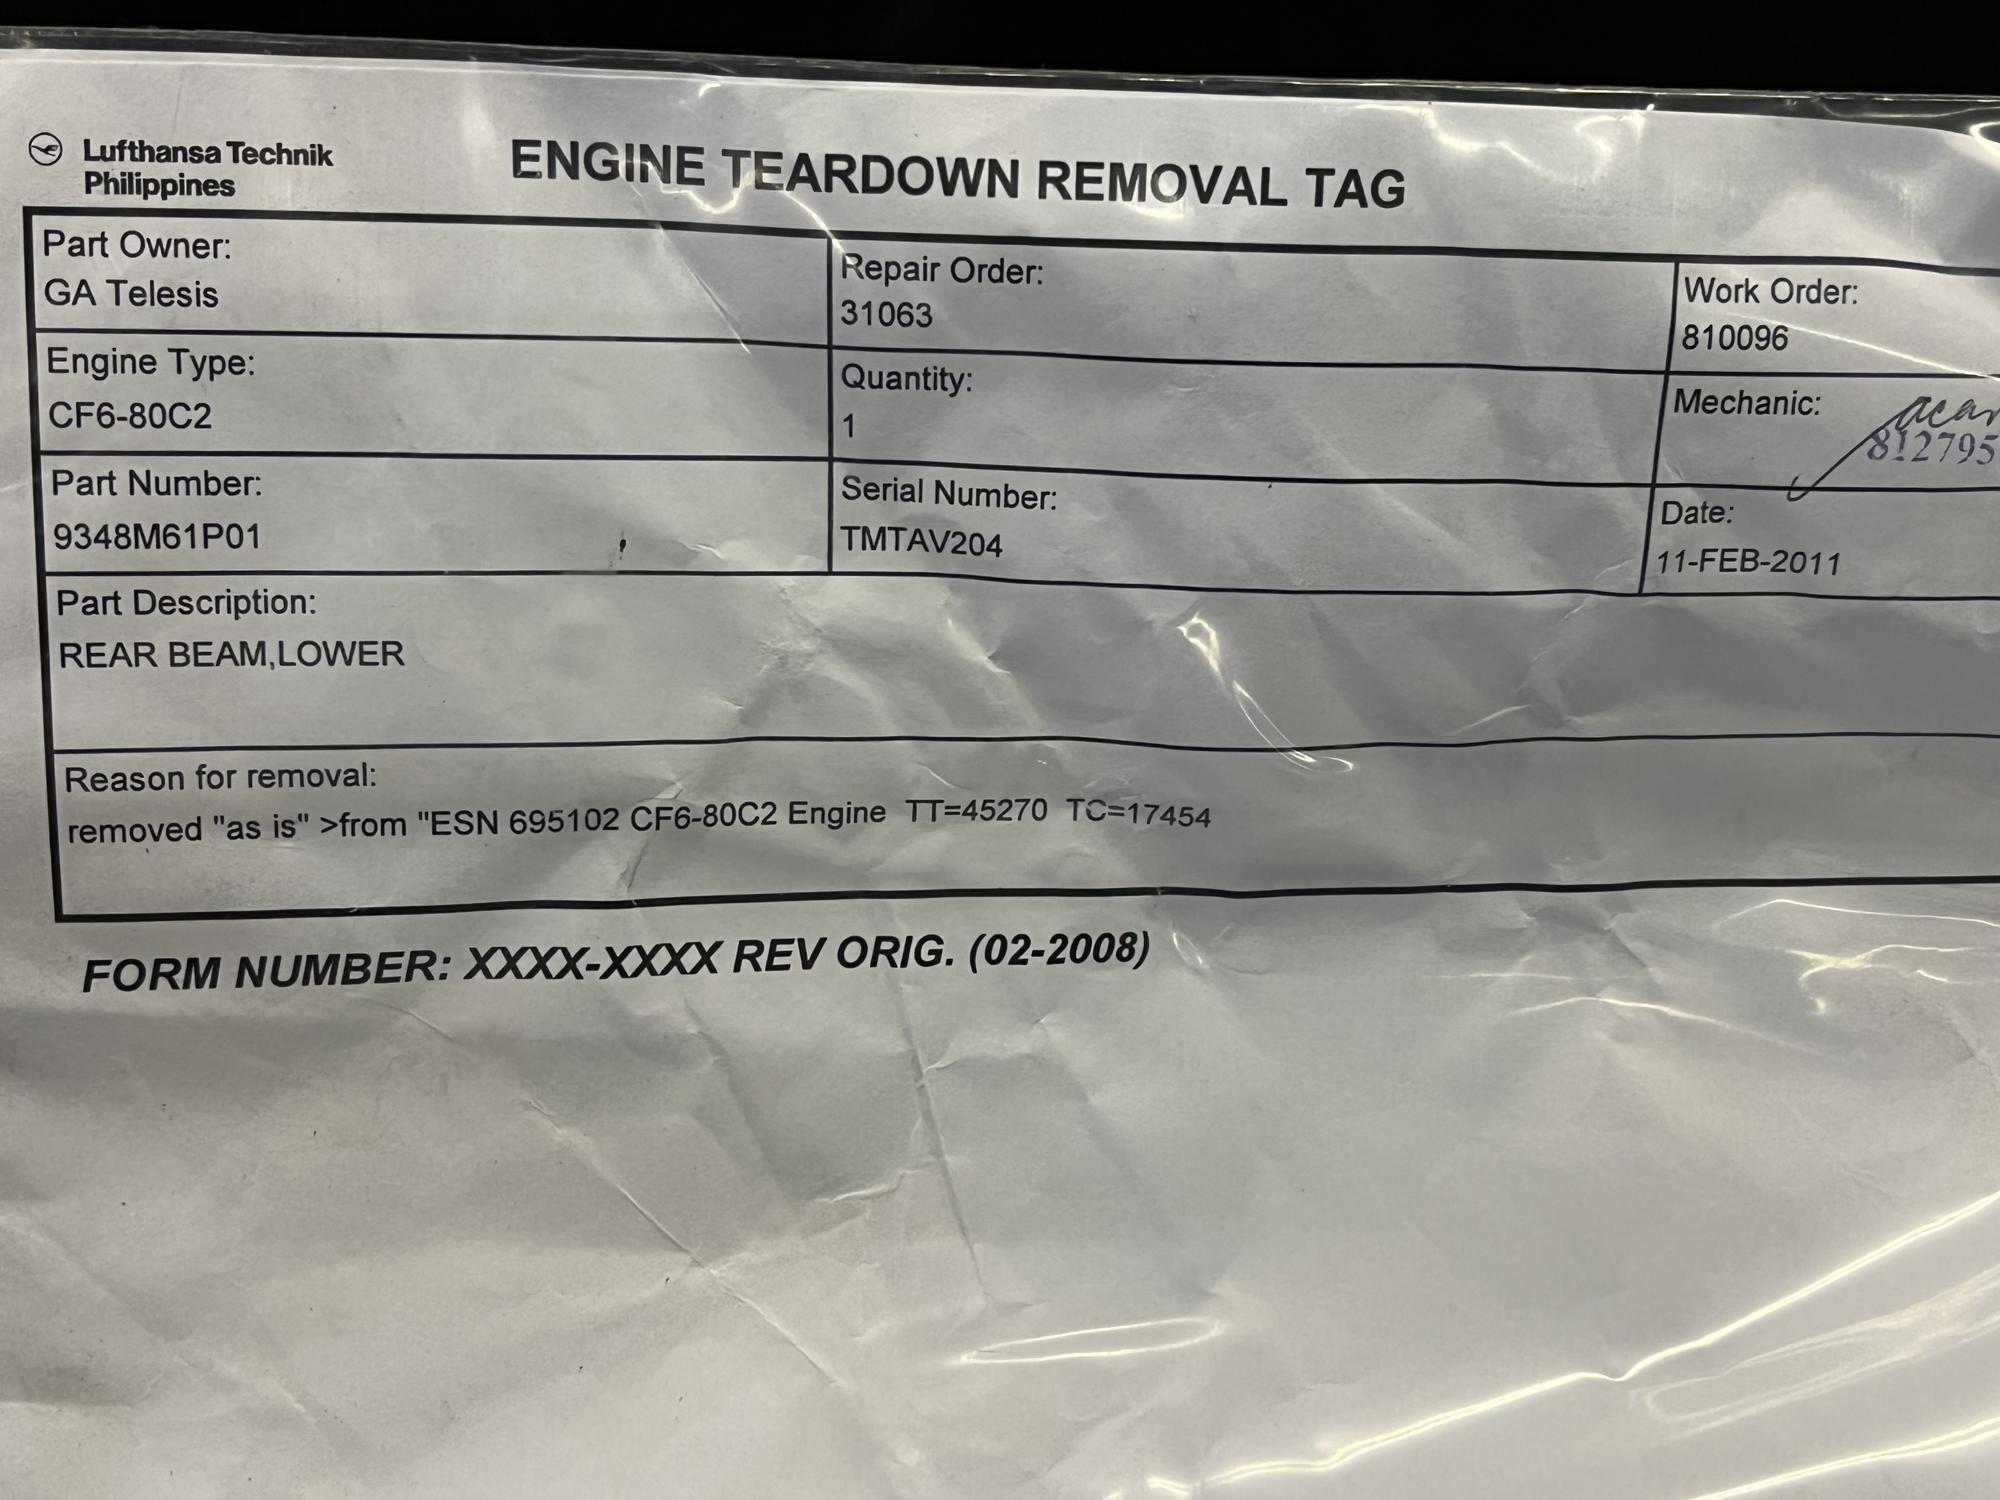 Lufthansa Technik
Philippines
ENGINE TEARDOWN REMOVAL TAG
Part Owner:
GA Telesis
Repair Order:
31063
Work Order:
810096
Engine Type:
CF6-80C2
Quantity:
1
Mechanic:
812795
Part Number:
9348M61P01
Serial Number:
TMTAV204
Date:
11-FEB-2011
Part Description:
REAR BEAM,LOWER
Reason for removal:
removed "as is" >from "ESN 695102 CF6-80C2 Engine TT=45270 TC=17454
FORM NUMBER: XXXX-XXXX REV ORIG. (02-2008)